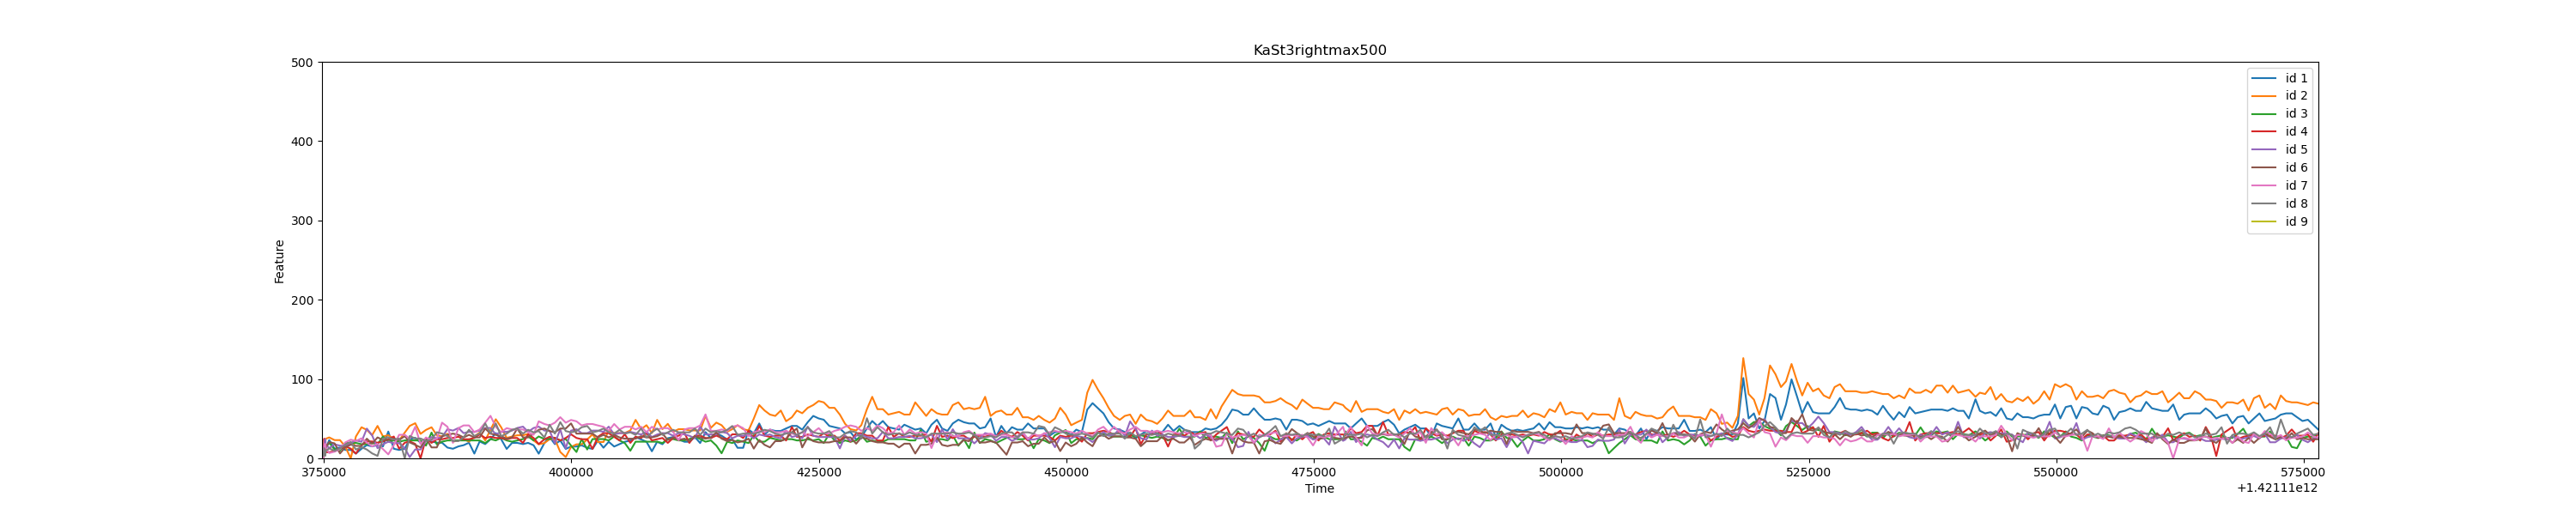 KaSt3rightmax500
500
400
300
200
100
0
Feature
375000 400000 425000 450000 475000 500000 525000 550000 575000
Time
+1.42111e12
id 1
id 2
id 3
id 4
id 5
id 6
id 7
id 8
id 9